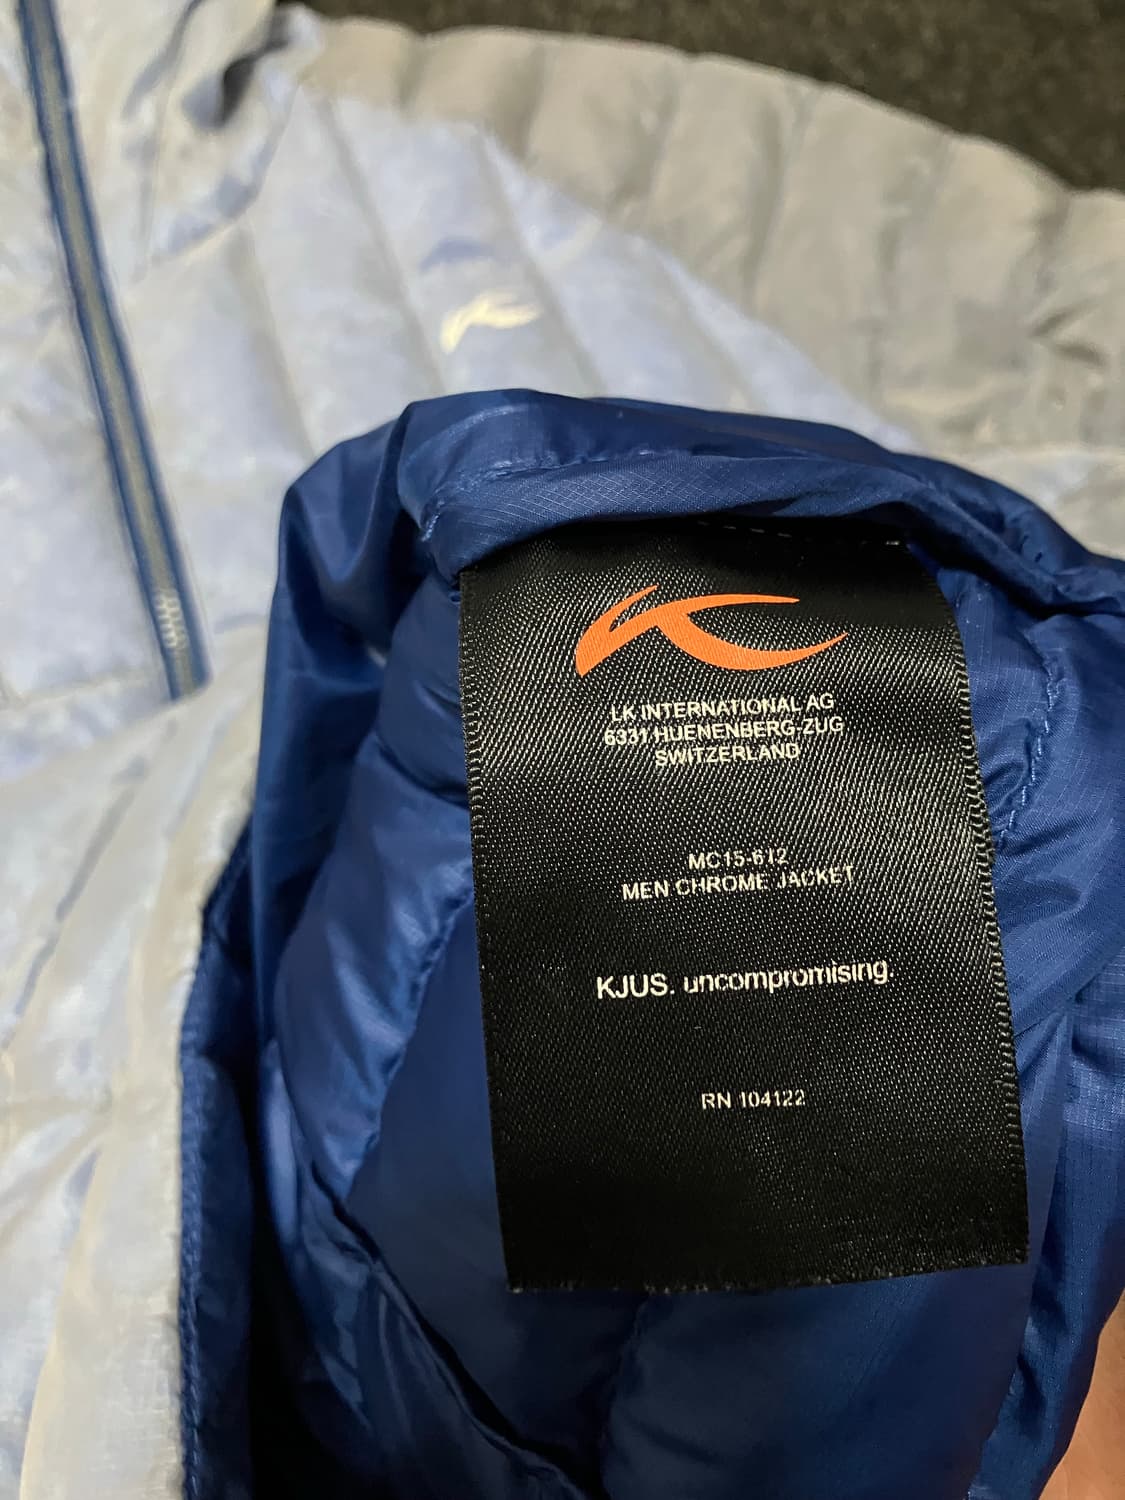 LK INTERNATIONAL AG
6331 HUENENBERG-ZUG
SWITZERLAND
MC15-612
MEN CHROME JACKET
KJUS. uncompromising
RN 104122